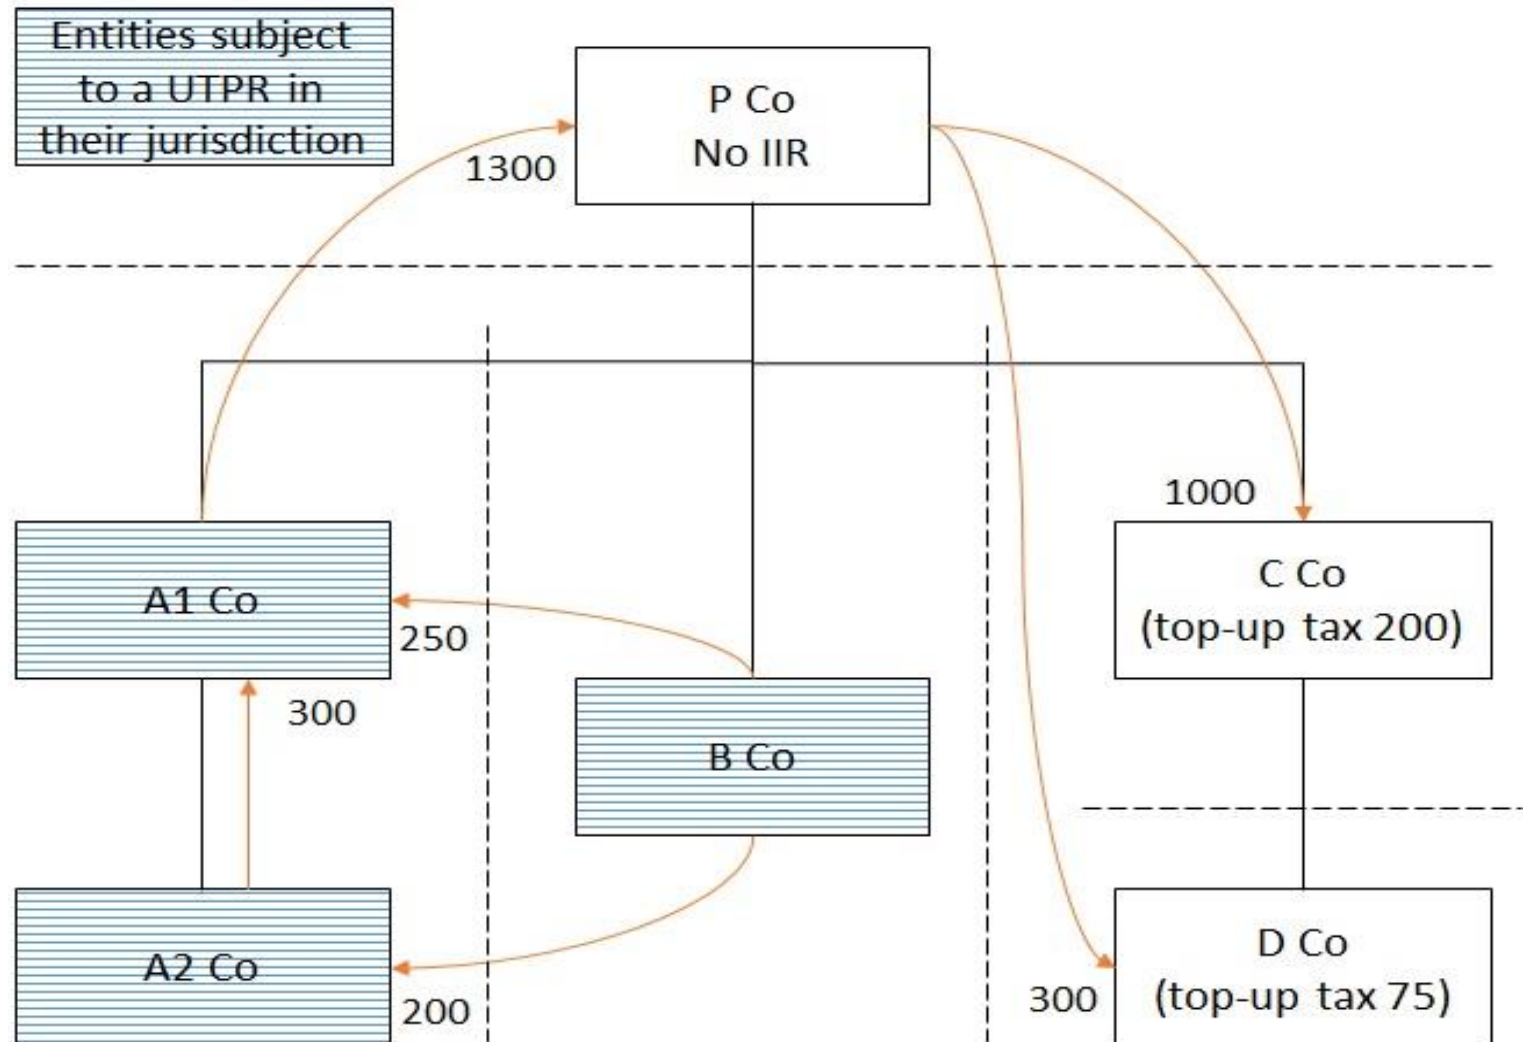 Entities subject
to a UTPR in
their jurisdiction
P Co
No IIR
1300
1000
A1 Co
250
300
C Co
(top-up tax 200)
B Co
A2 Co
200
300
D Co
(top-up tax 75)